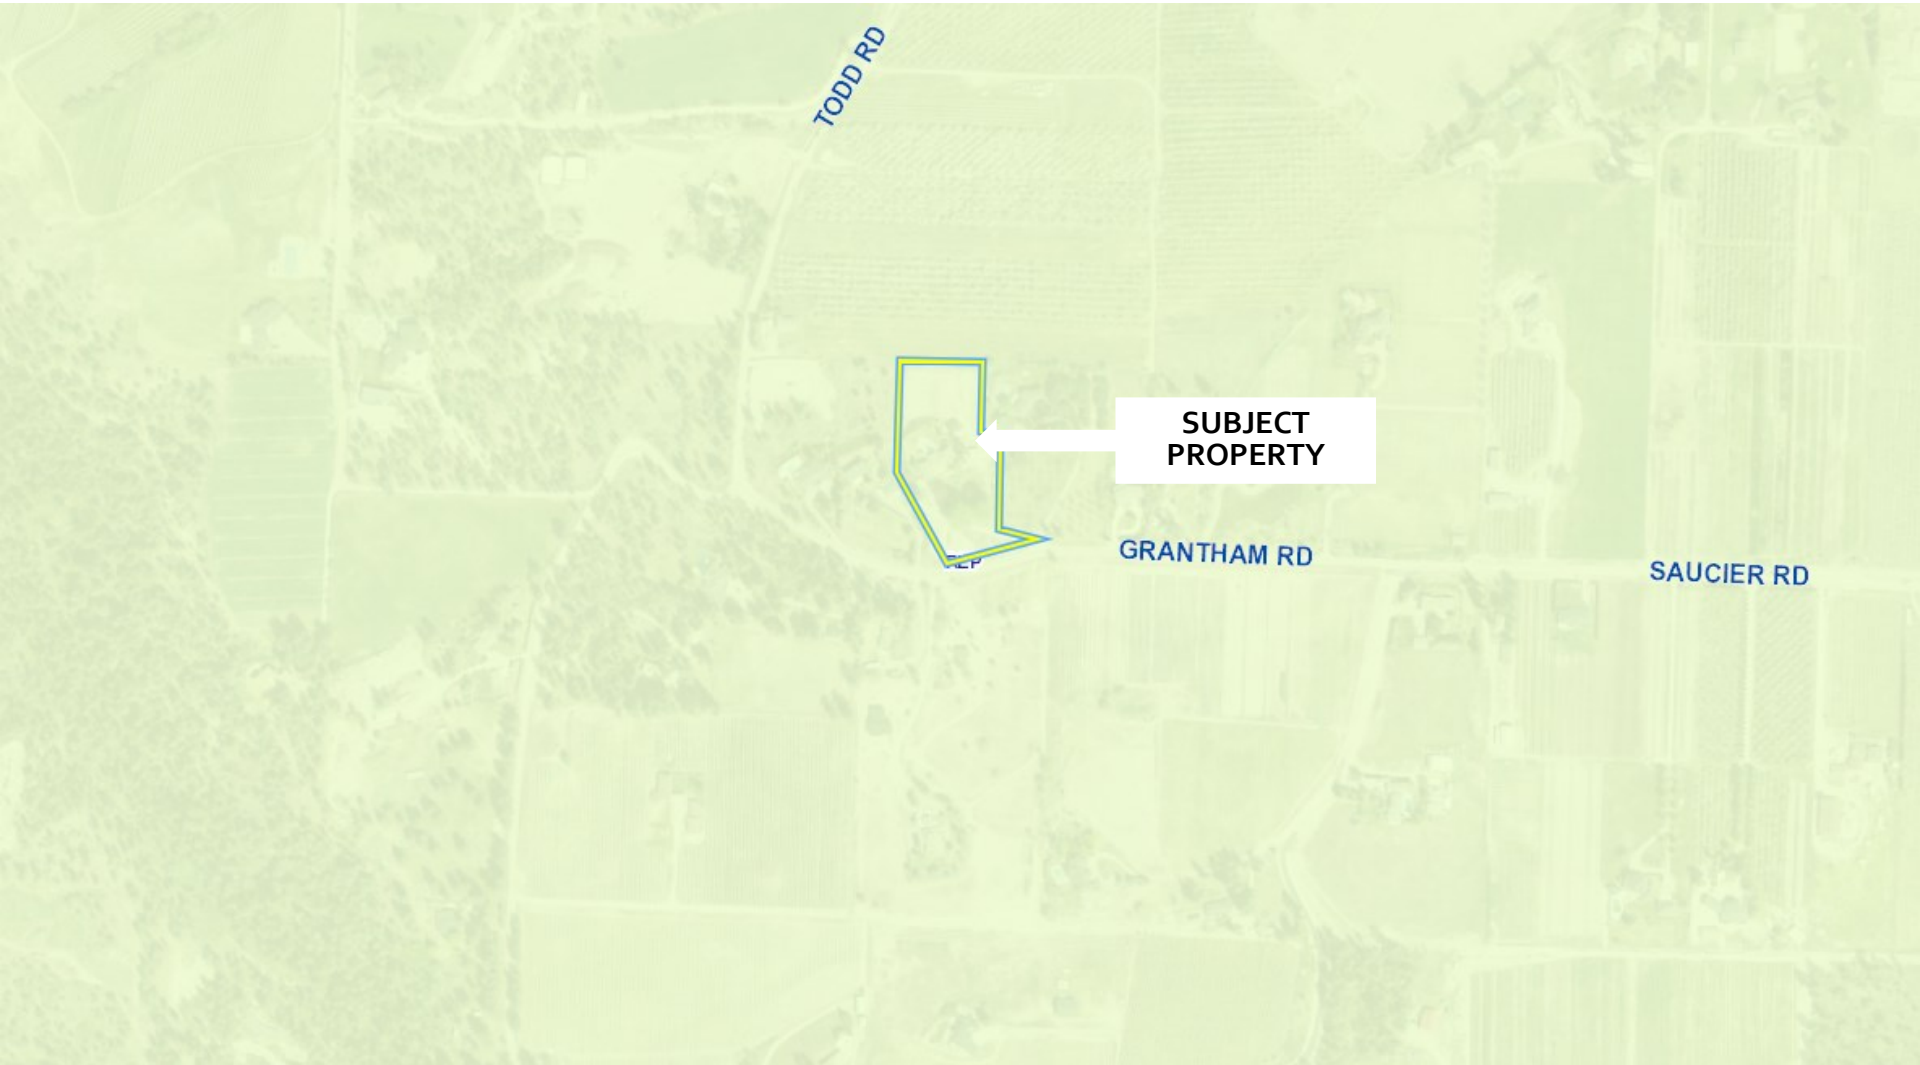 TODD RD
SUBJECT
PROPERTY
GRANTHAM RD
SAUCIER RD